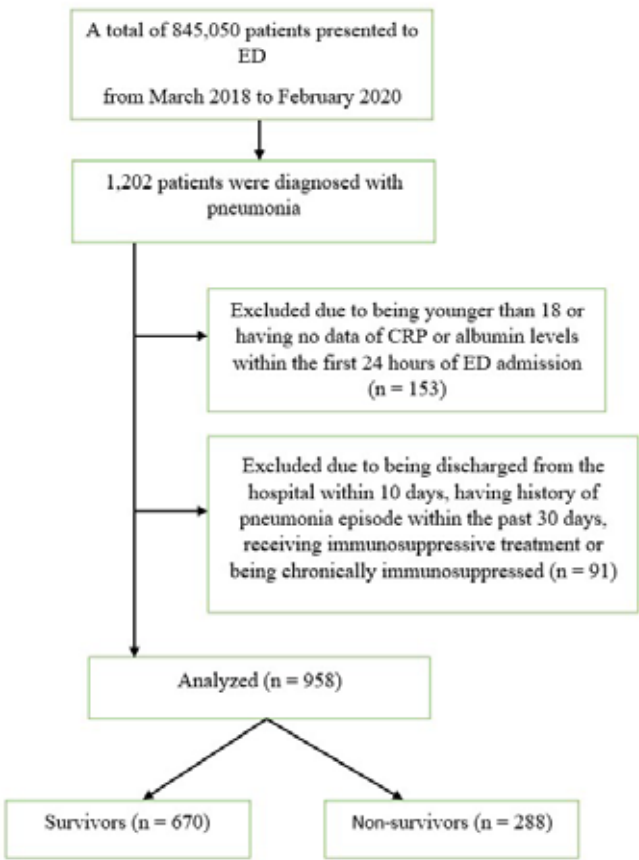 A total of 845,050 patients presented to
ED
from March 2018 to February 2020
1,202 patients were diagnosed with
pneumonia
Excluded due to being younger than 18 or
having no data of CRP or albumin levels
within the first 24 hours of ED admission
(n = 153)
Excluded due to being discharged from the
hospital within 10 days, having history of
pneumonia episode within the past 30 days,
receiving immunosuppressive treatment or
being chronically immunosuppressed (n = 91)
Analyzed (n = 958)
Survivors (n = 670)
Non-survivors (n = 288)